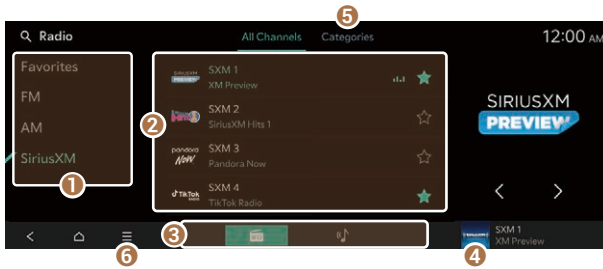 5
Radio
All Channels Categories
12:00 AM
Favorites
FM
AM
SiriusXM
1
2
SIRIUSXM
PREVIEW
SXM 1
XM Preview
SXM 2
SiriusXM Hits 1
pandora
NOW
SXM 3
Pandora Now
TikTok
RADIO
SXM 4
TikTok Radio
SIRIUSXM
PREVIEW
3
SXM 1
XM Preview
6
4